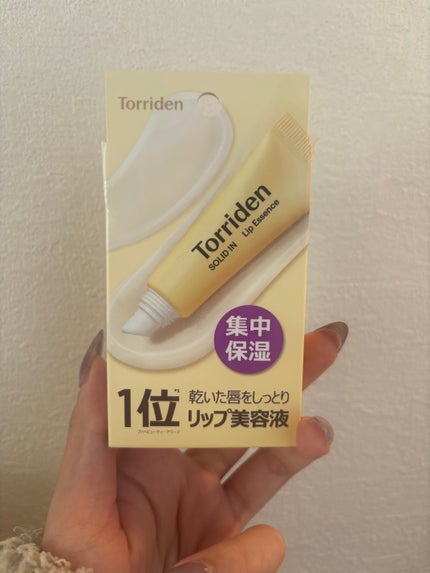 Torriden
Torriden
SOLID IN Lip Essence
集中
保湿
1位*1
乾いた唇をしっとり
リップ美容液